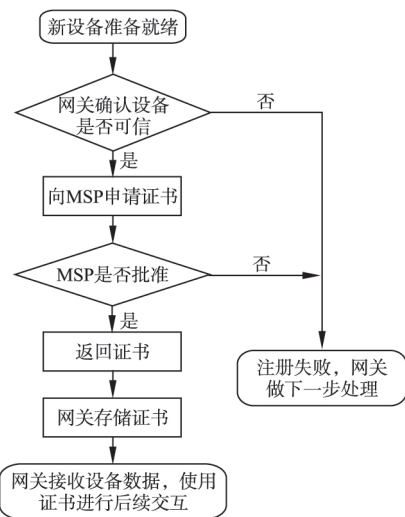 新设备准备就绪
网关确认设备
是否可信
否
是
向MSP申请证书
MSP是否批准
否
是
返回证书
注册失败，网关
做下一步处理
网关存储证书
网关接收设备数据，使用
证书进行后续交互